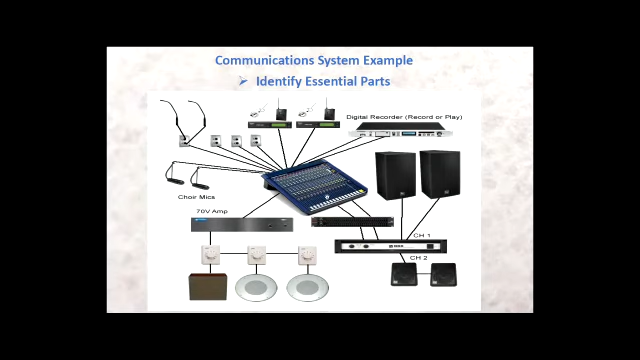 Communications System Example
➢ Identify Essential Parts
Digital Recorder (Record or Play)
Choir Mics
70V Amp
CH 1
CH 2